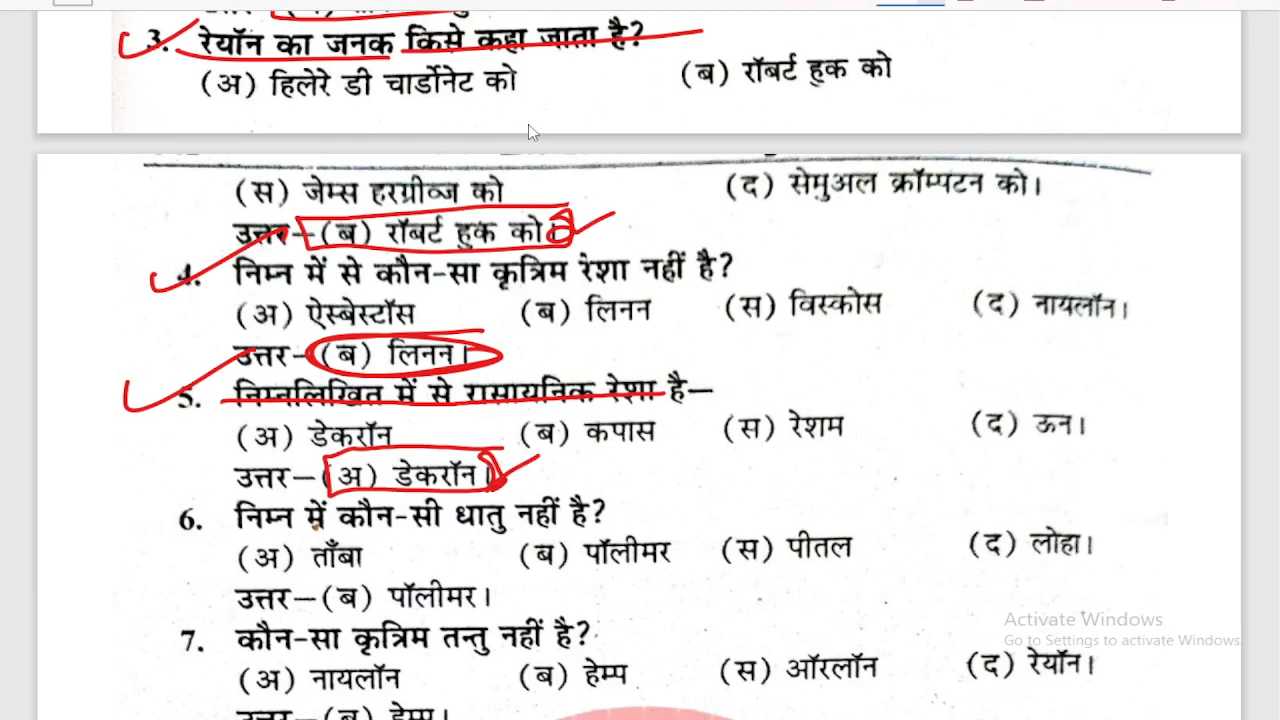 3. रेयॉन का जनक किसे कहा जाता है?
(अ) हिलेरे डी चार्डोनेट को (ब) रॉबर्ट हुक को
(स) जेम्स हरग्रीव्ज को (द) सेमुअल क्रॉम्पटन को।
उत्तर–(ब) रॉबर्ट हुक को।
4. निम्न में से कौन-सा कृत्रिम रेशा नहीं है?
(अ) ऐस्बेस्टॉस (ब) लिनन (स) विस्कोस (द) नायलॉन।
उत्तर–(ब) लिनन।
5. निम्नलिखित में से रासायनिक रेशा है—
(अ) डेकरॉन (ब) कपास (स) रेशम (द) ऊन।
उत्तर—(अ) डेकरॉन।
6. निम्न में कौन-सी धातु नहीं है?
(अ) ताँबा (ब) पॉलीमर (स) पीतल (द) लोहा।
उत्तर—(ब) पॉलीमर।
7. कौन-सा कृत्रिम तन्तु नहीं है?
(अ) नायलॉन (ब) हेम्प (स) ऑरलॉन (द) रेयॉन।
उत्तर—(ब) हेम्प।
Activate Windows
Go to Settings to activate Windows.